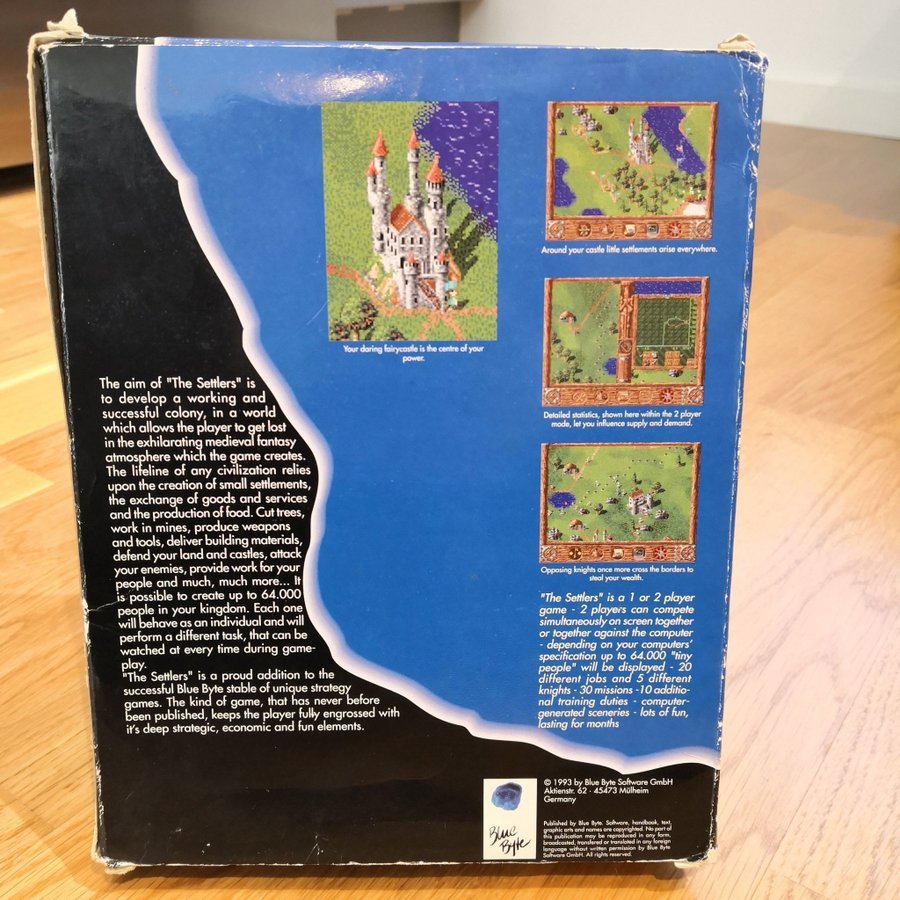 Your daring fairycastle is the centre of your
power.
Around your castle little settlements arise everywhere.
Detailed statistics, shown here within the 2 player
mode, let you influence supply and demand.
Opposing knights once more cross the borders to
steal your wealth.
The aim of "The Settlers" is
to develop a working and
successful colony, in a world
which allows the player to get lost
in the exhilarating medieval fantasy
atmosphere which the game creates.
The lifeline of any civilization relies
upon the creation of small settlements,
the exchange of goods and services
and the production of food. Cut trees,
work in mines, produce weapons
and tools, deliver building materials,
defend your land and castles, attack
your enemies, provide work for your
people and much, much more... It
is possible to create up to 64.000
people in your kingdom. Each one
will behave as an individual and will
perform a different task, that can be
watched at every time during game-
play.
"The Settlers" is a proud addition to the
successful Blue Byte stable of unique strategy
games. The kind of game, that has never before
been published, keeps the player fully engrossed with
it's deep strategic, economic and fun elements.
"The Settlers" is a 1 or 2 player
game - 2 players can compete
simultaneously on screen together
or together against the computer
- depending on your computers'
specification up to 64.000 "tiny
people" will be displayed - 20
different jobs and 5 different
knights - 30 missions - 10 additio-
nal training duties - computer-
generated sceneries - lots of fun,
lasting for months
Blue
Byte
© 1993 by Blue Byte Software GmbH
Aktienstr. 62 · 45473 Mülheim
Germany
Published by Blue Byte. Software, handbook, text,
graphic arts and names are copyrighted. No part of
this publication may be reproduced in any form,
broadcasted, transferred or translated in any foreign
language without written permission by Blue Byte
Software GmbH. All rights reserved.